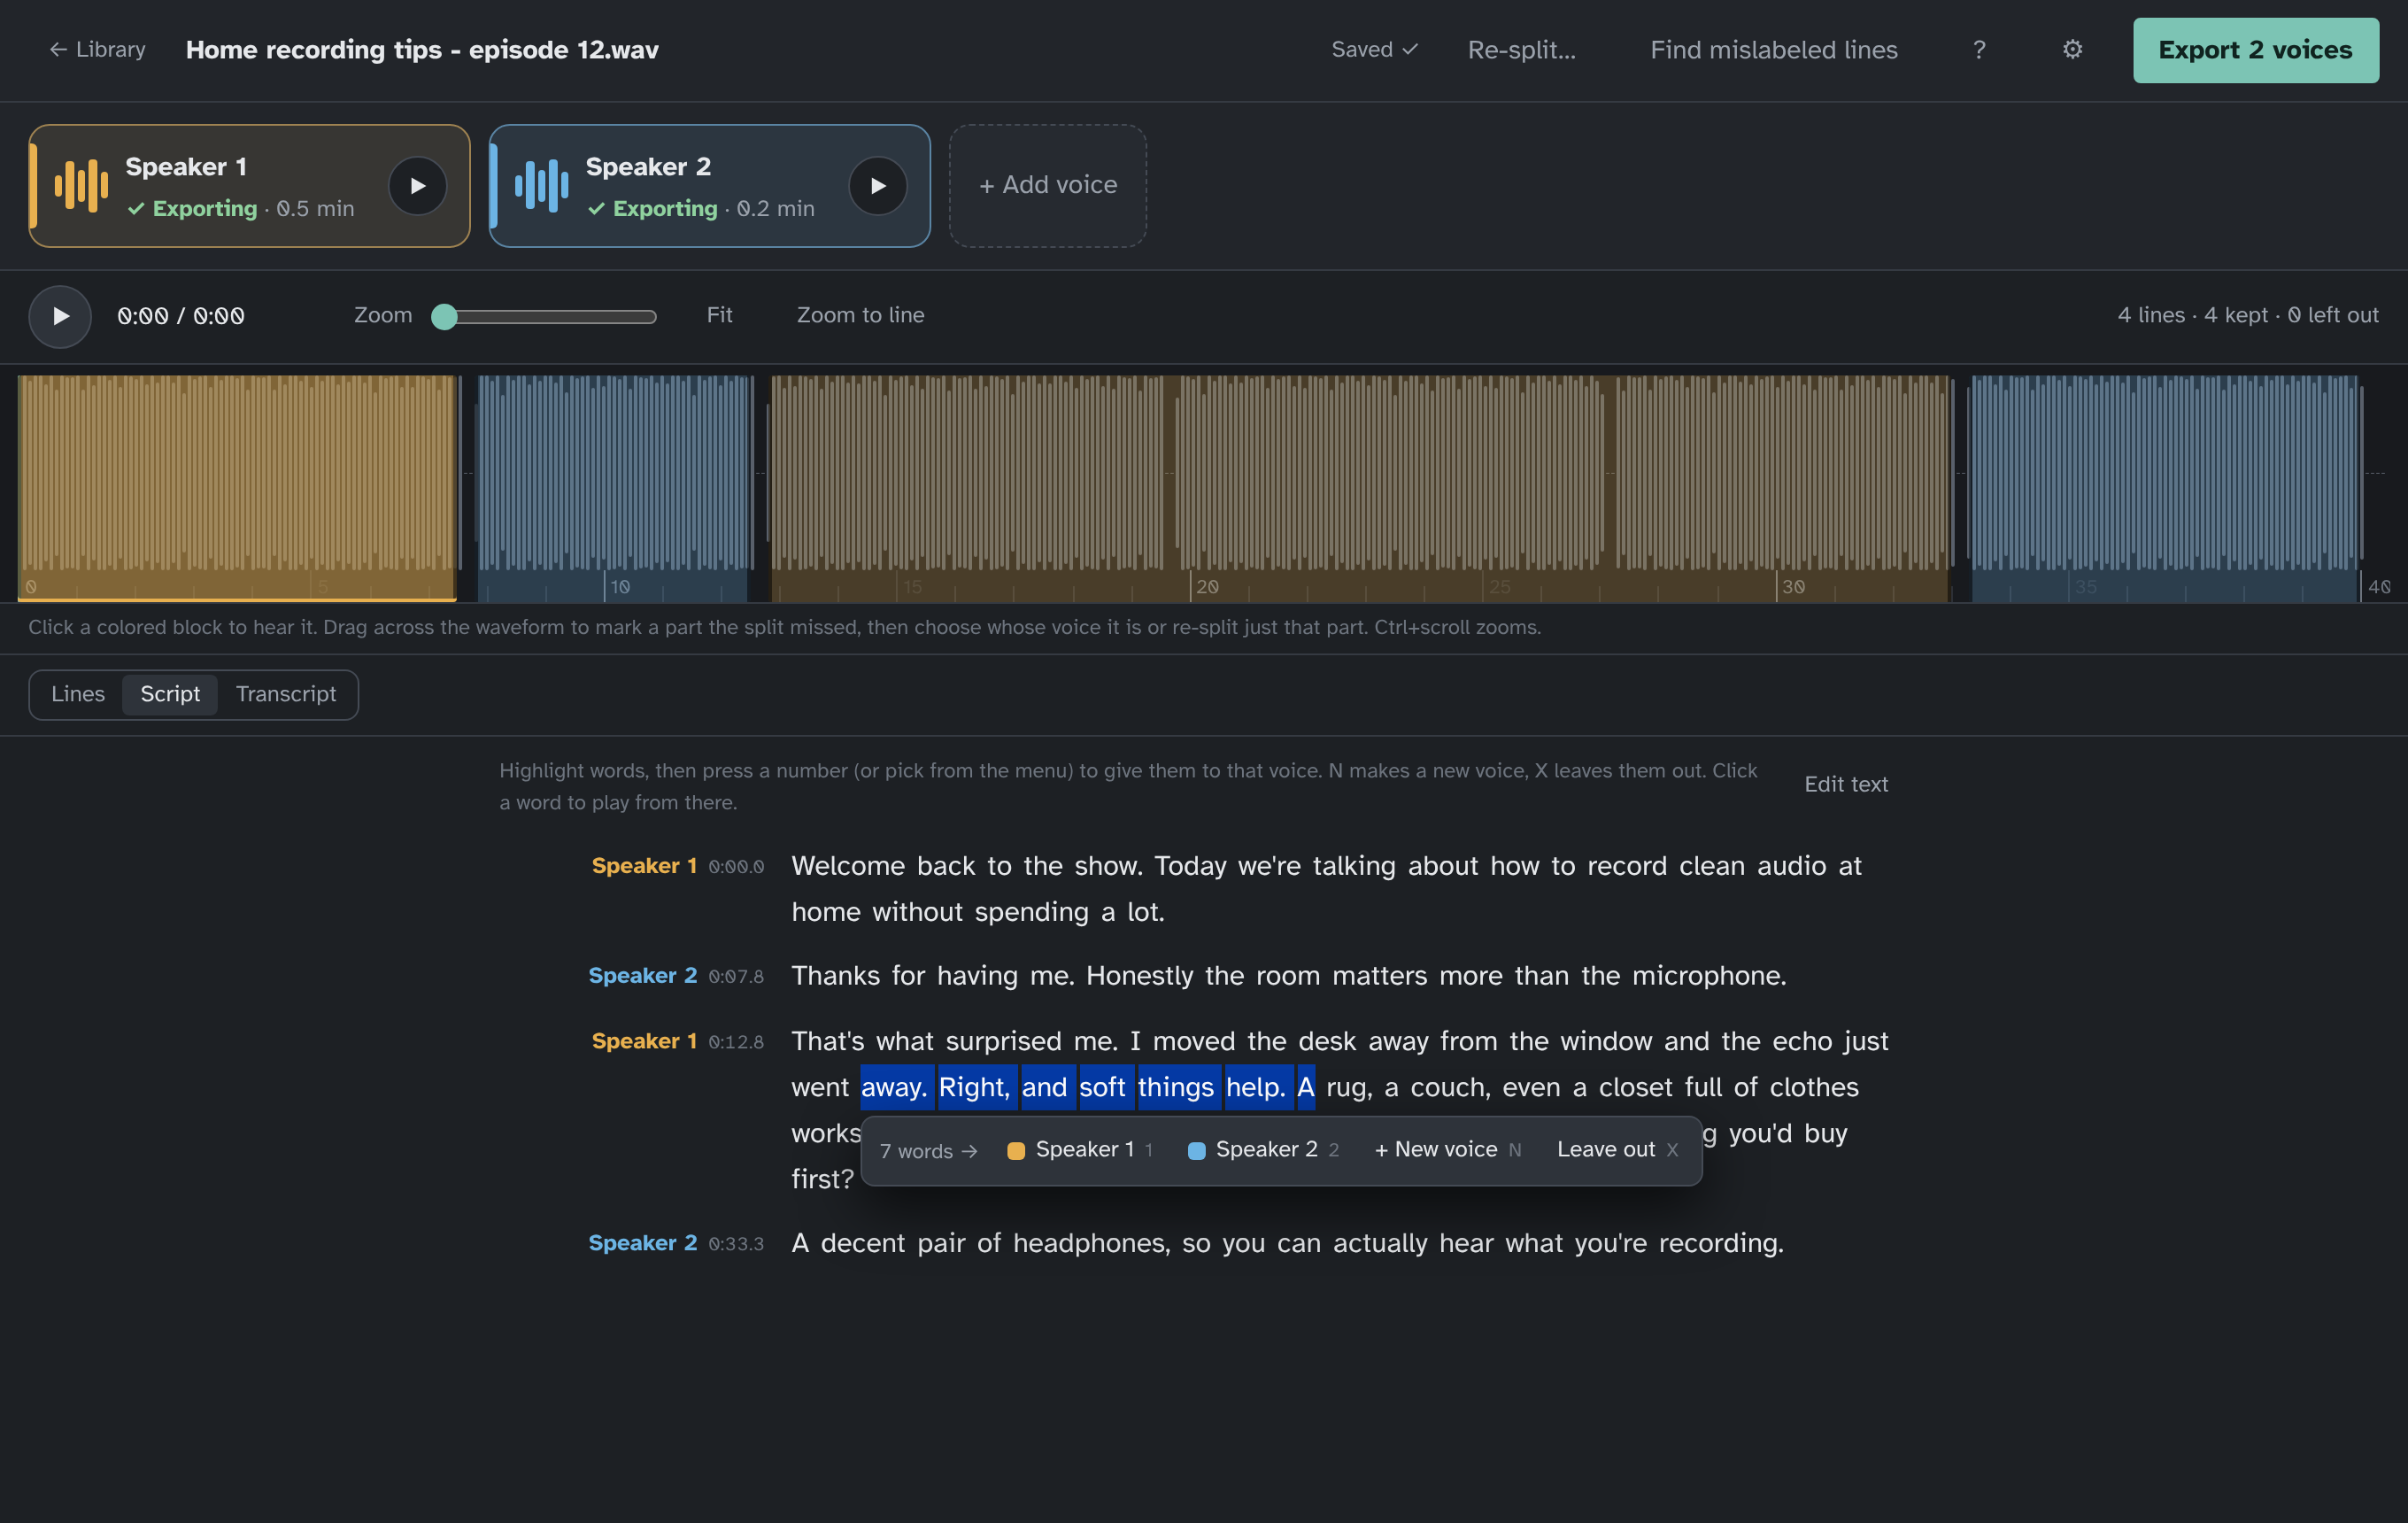 ← Library
Home recording tips - episode 12.wav
Saved ✓
Re-split...
Find mislabeled lines
?
Export 2 voices
Speaker 1
✓ Exporting · 0.5 min
Speaker 2
✓ Exporting · 0.2 min
+ Add voice
0:00 / 0:00
Zoom
Fit
Zoom to line
4 lines · 4 kept · 0 left out
0 5 10 15 20 25 30 35 40
Click a colored block to hear it. Drag across the waveform to mark a part the split missed, then choose whose voice it is or re-split just that part. Ctrl+scroll zooms.
Lines
Script
Transcript
Highlight words, then press a number (or pick from the menu) to give them to that voice. N makes a new voice, X leaves them out. Click
a word to play from there.
Edit text
Speaker 1 0:00.0
Welcome back to the show. Today we're talking about how to record clean audio at
home without spending a lot.
Speaker 2 0:07.8
Thanks for having me. Honestly the room matters more than the microphone.
Speaker 1 0:12.8
That's what surprised me. I moved the desk away from the window and the echo just
went away. Right, and soft things help. A rug, a couch, even a closet full of clothes
works you'd buy
first?
7 words → Speaker 1 1 Speaker 2 2 + New voice N Leave out X
Speaker 2 0:33.3
A decent pair of headphones, so you can actually hear what you're recording.